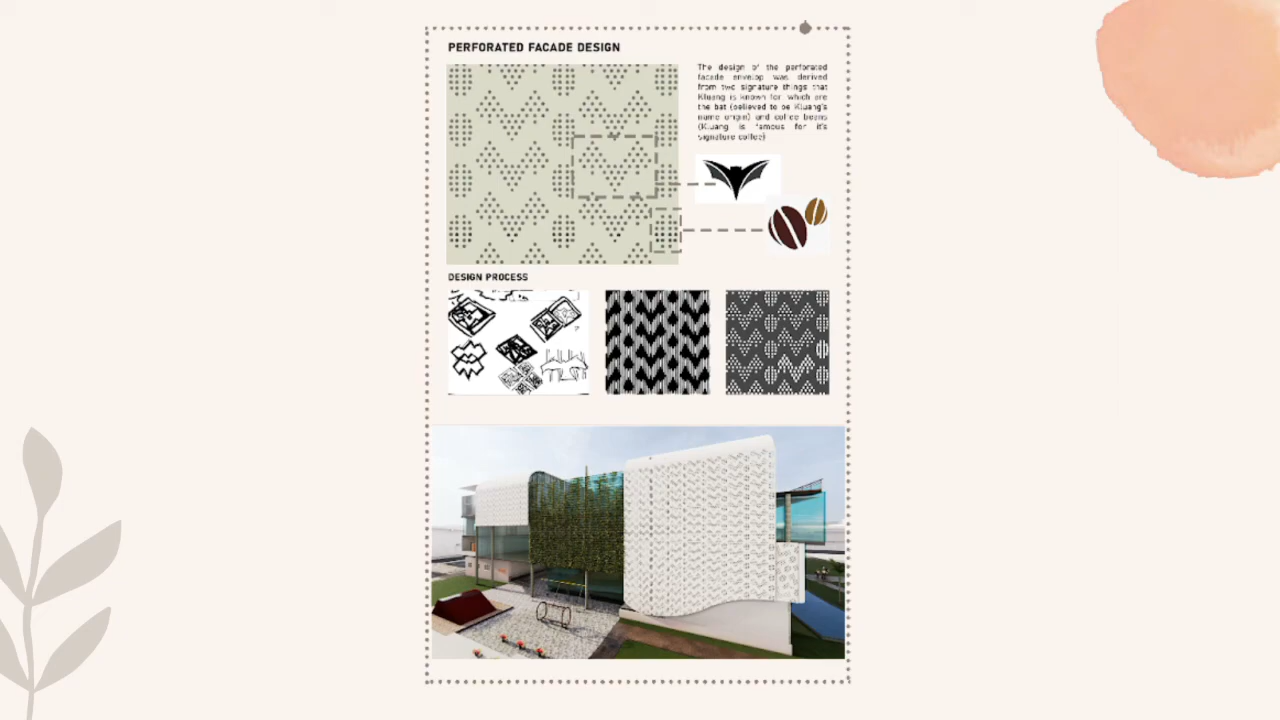 PERFORATED FACADE DESIGN
The design of the perforated
facade envelop was derived
from two signature things that
Kluang is known for which are
the bat (believed to be Kluang's
name origin) and coffee beans
(Kluang is famous for it's
signature coffee)
DESIGN PROCESS